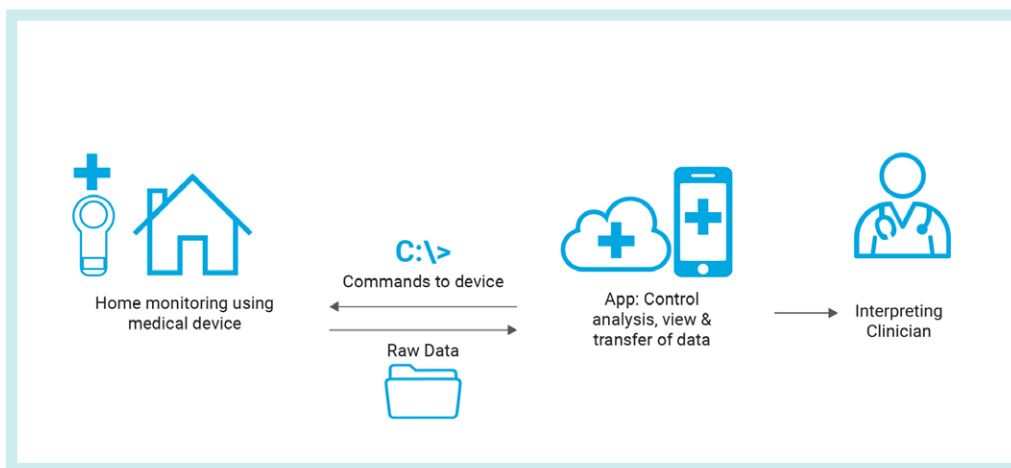 C:\>
Commands to device
Home monitoring using
medical device
Raw Data
App: Control
analysis, view &
transfer of data
Interpreting
Clinician